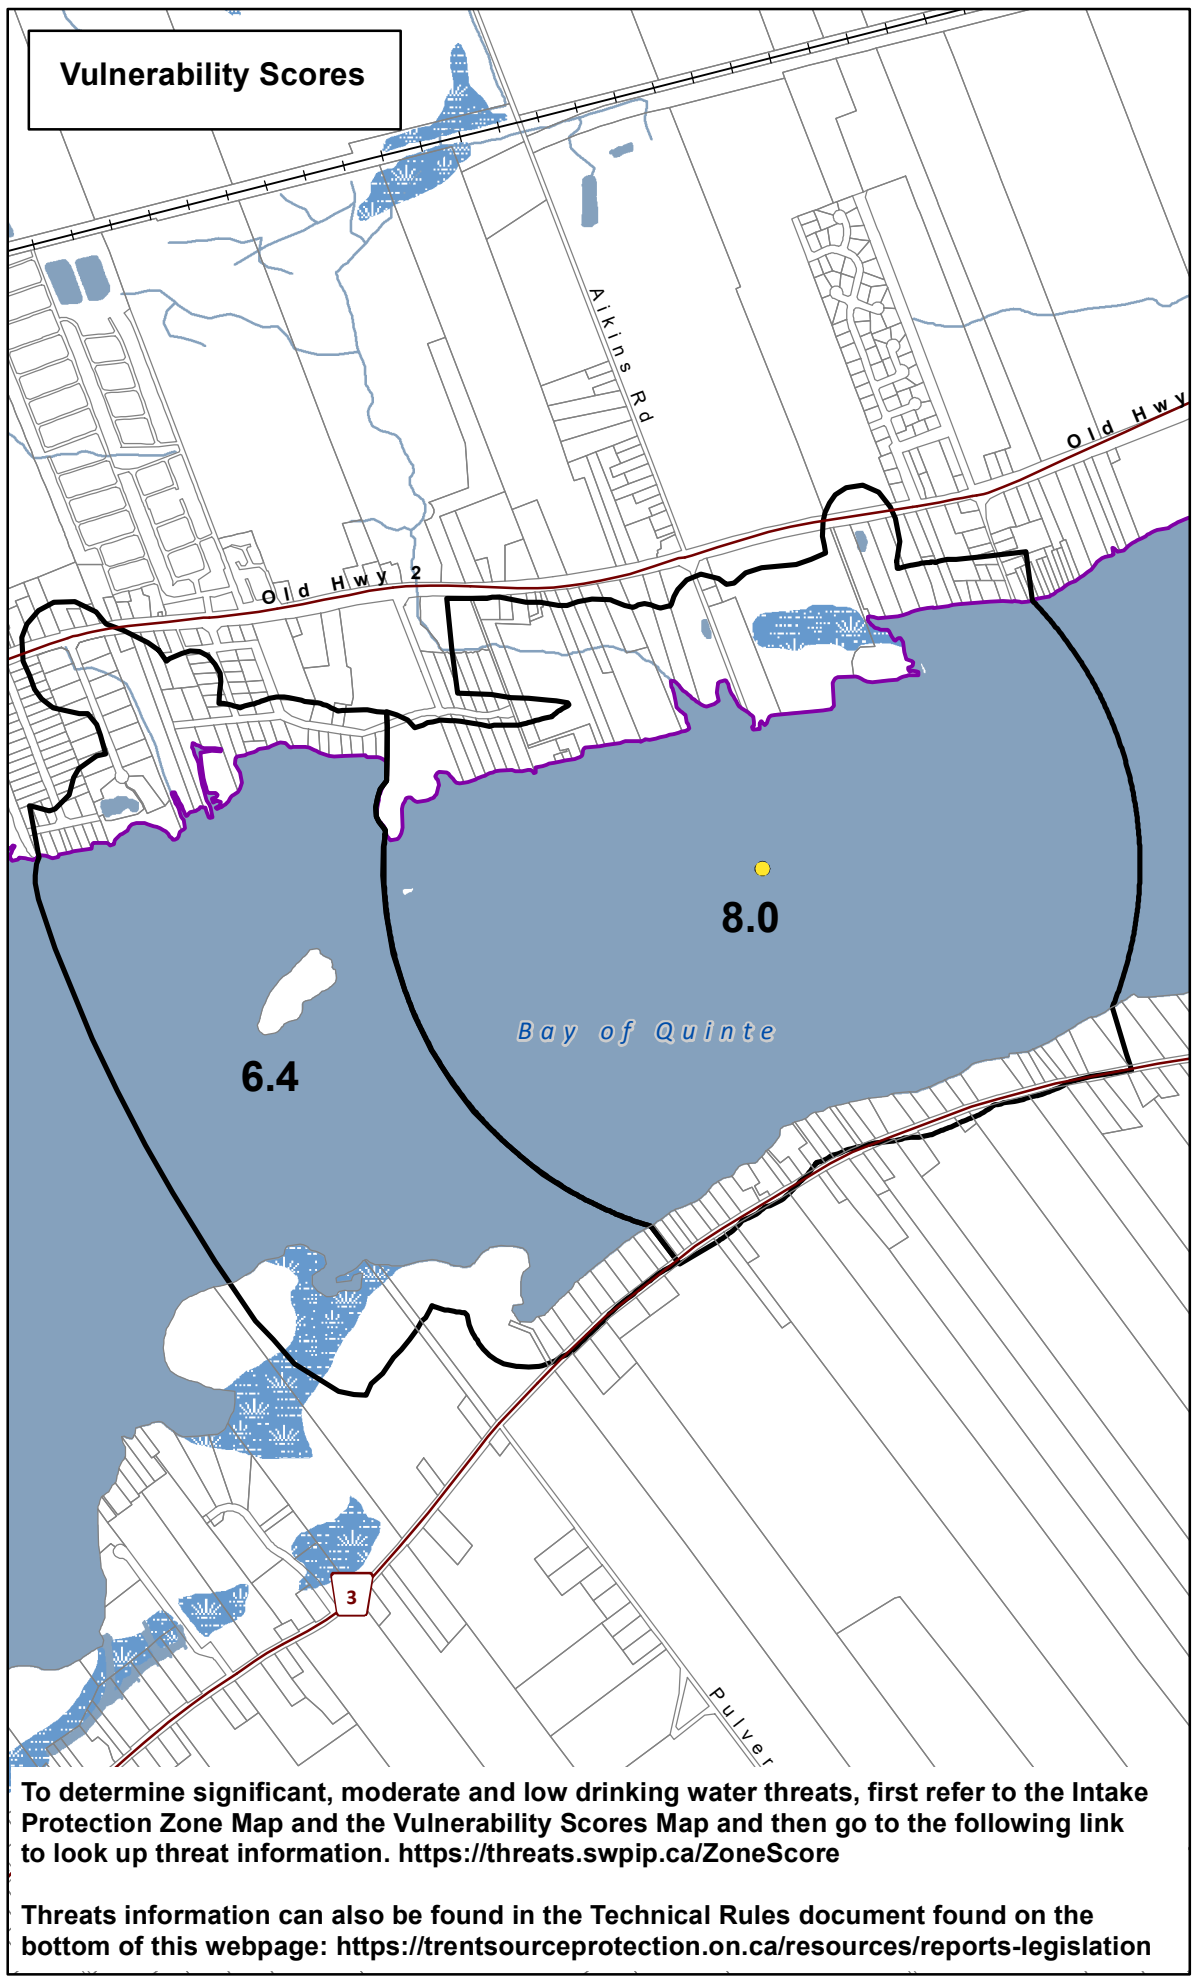 Vulnerability Scores
Aikins Rd
Old Hwy
Old Hwy 2
8.0
Bay of Quinte
6.4
3
Pulver
To determine significant, moderate and low drinking water threats, first refer to the Intake
Protection Zone Map and the Vulnerability Scores Map and then go to the following link
to look up threat information. https://threats.swpip.ca/ZoneScore
Threats information can also be found in the Technical Rules document found on the
bottom of this webpage: https://trentsourceprotection.on.ca/resources/reports-legislation